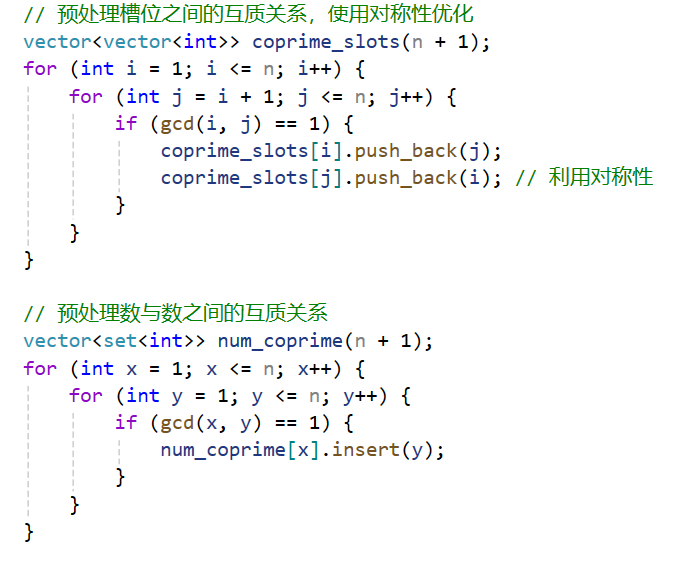 // 预处理槽位之间的互质关系，使用对称性优化
vector<vector<int>> coprime_slots(n + 1);
for (int i = 1; i <= n; i++) {
    for (int j = i + 1; j <= n; j++) {
        if (gcd(i, j) == 1) {
            coprime_slots[i].push_back(j);
            coprime_slots[j].push_back(i); // 利用对称性
        }
    }
}

// 预处理数与数之间的互质关系
vector<set<int>> num_coprime(n + 1);
for (int x = 1; x <= n; x++) {
    for (int y = 1; y <= n; y++) {
        if (gcd(x, y) == 1) {
            num_coprime[x].insert(y);
        }
    }
}